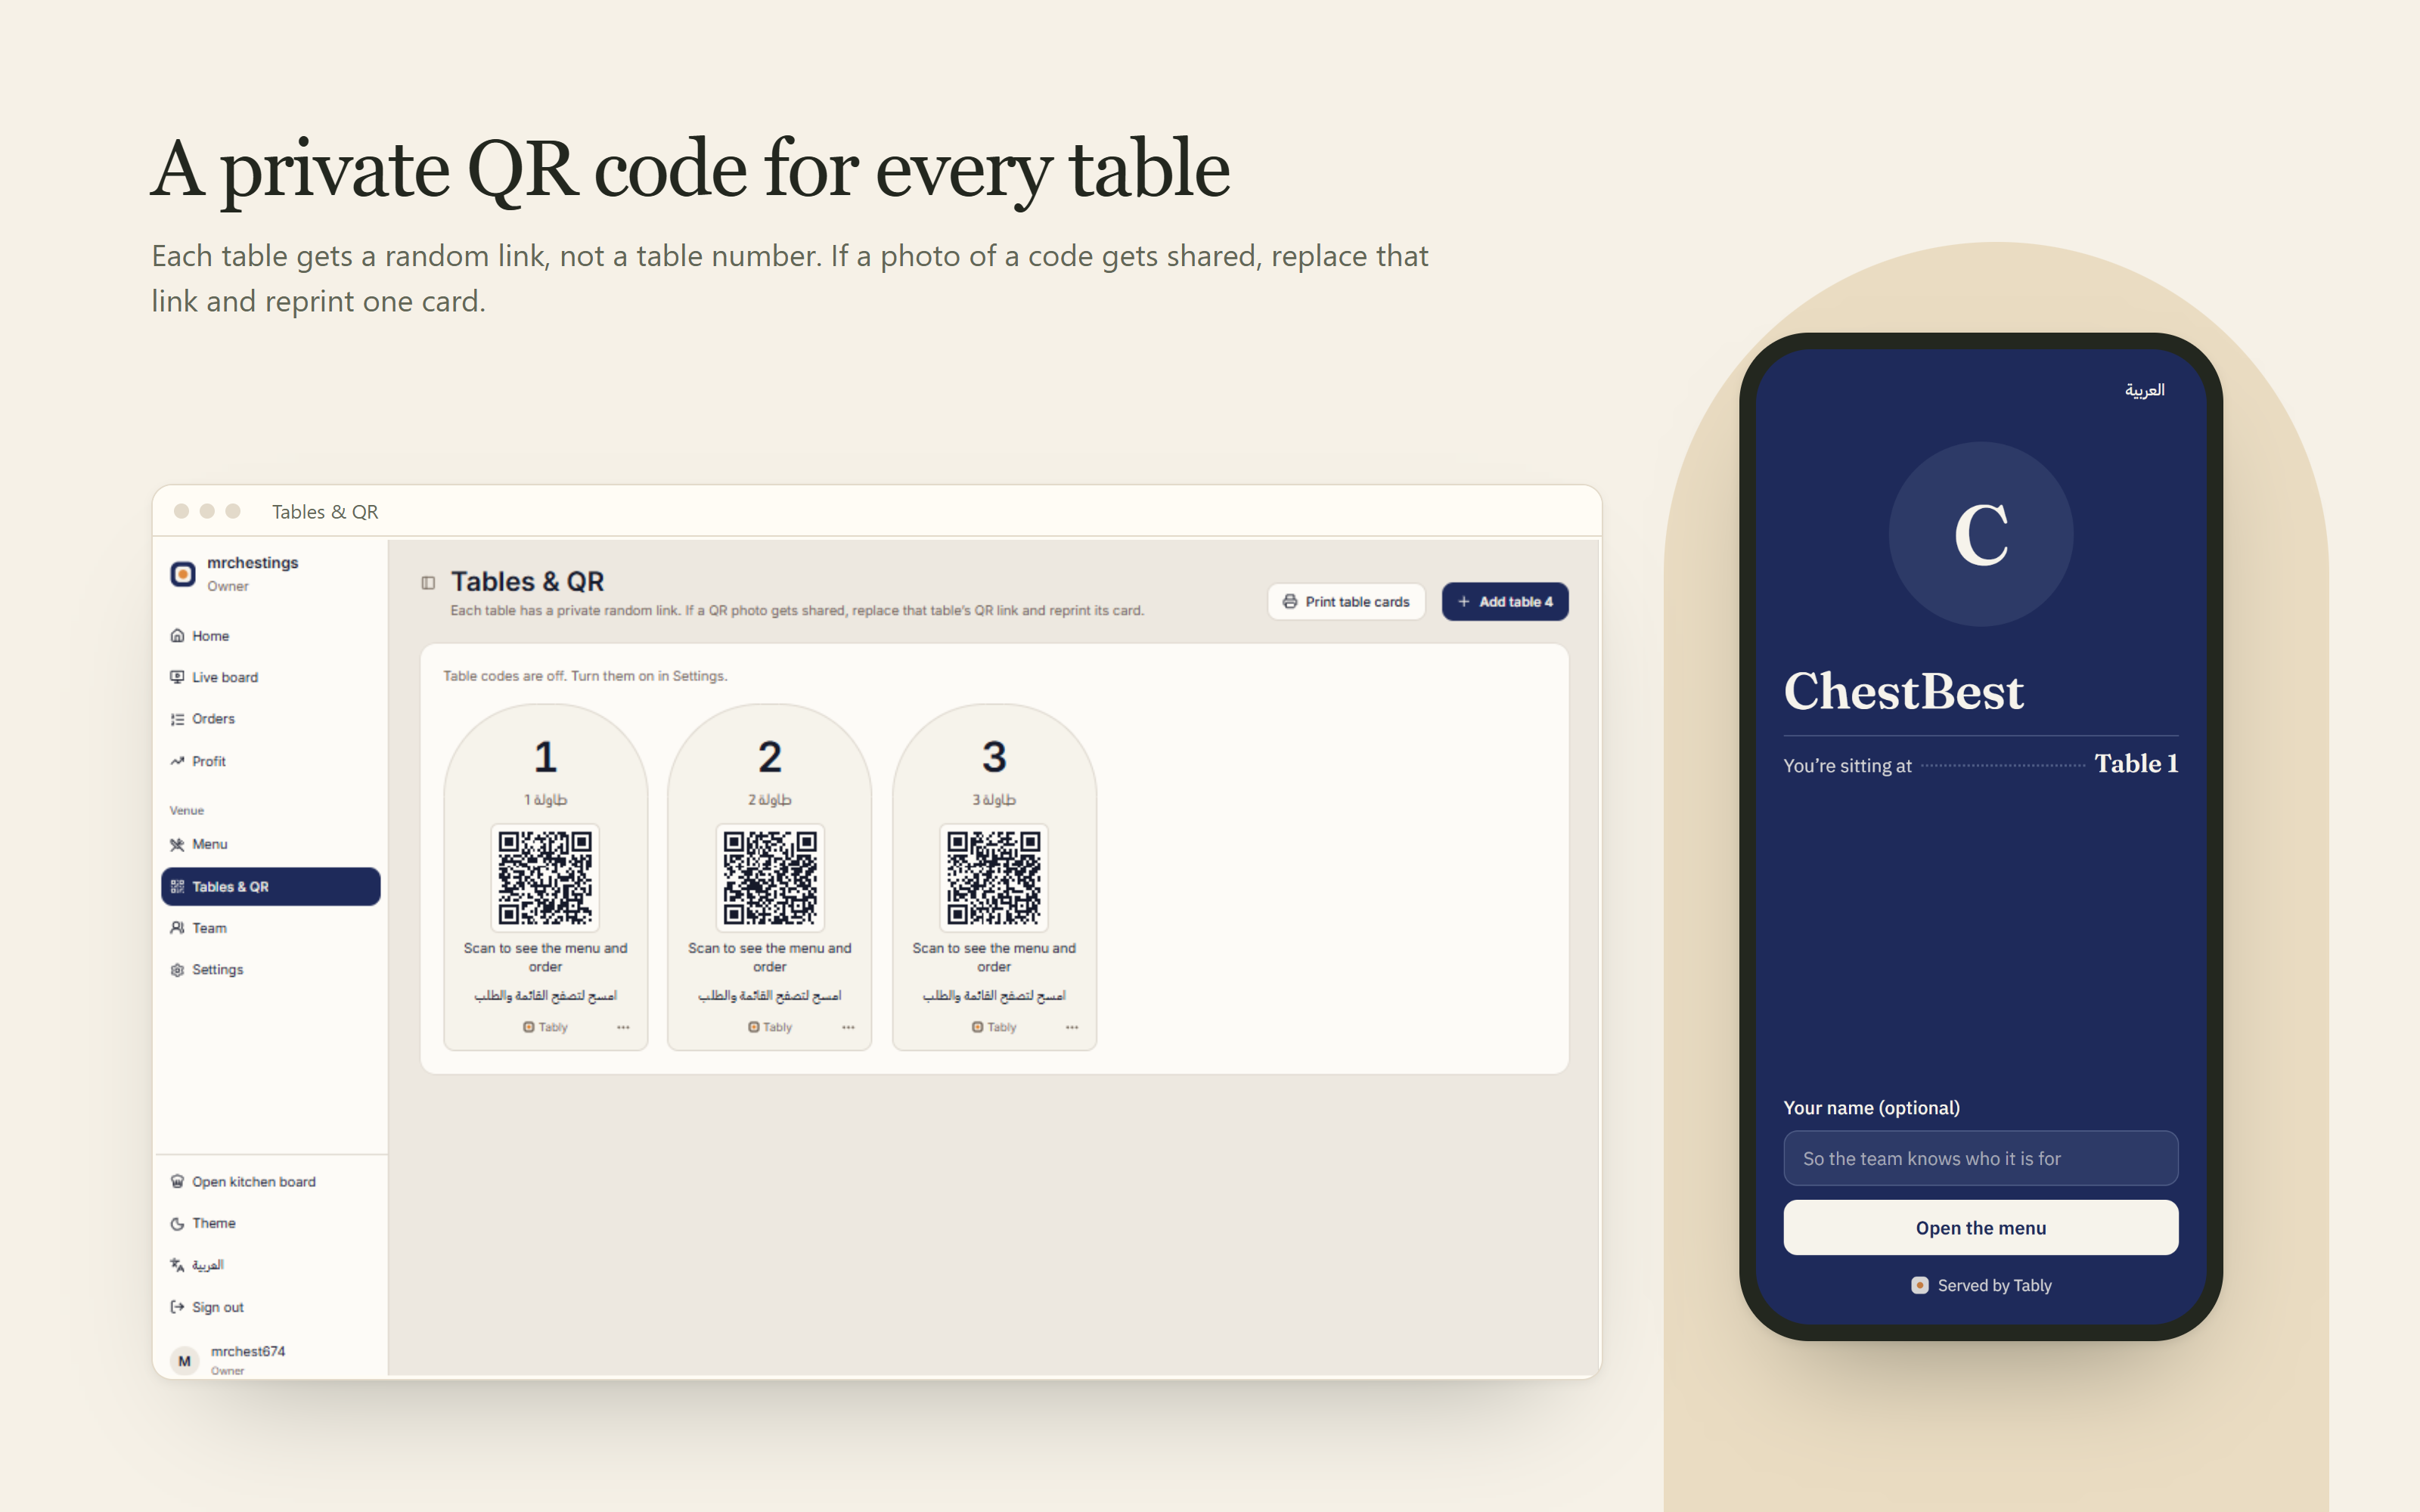 A private QR code for every table
Each table gets a random link, not a table number. If a photo of a code gets shared, replace that
link and reprint one card.
Tables & QR
mrchestings
Owner
Home
Live board
Orders
Profit
Venue
Menu
Tables & QR
Team
Settings
Open kitchen board
Theme
العربية
Sign out
M
mrchest674
Owner
Tables & QR
Each table has a private random link. If a QR photo gets shared, replace that table's QR link and reprint its card.
Print table cards
Add table 4
Table codes are off. Turn them on in Settings.
1
طاولة 1
Scan to see the menu and
order
امسح لتصفح القائمة والطلب
Tably
2
طاولة 2
Scan to see the menu and
order
امسح لتصفح القائمة والطلب
Tably
3
طاولة 3
Scan to see the menu and
order
امسح لتصفح القائمة والطلب
Tably
العربية
C
ChestBest
You’re sitting at Table 1
Your name (optional)
So the team knows who it is for
Open the menu
Served by Tably